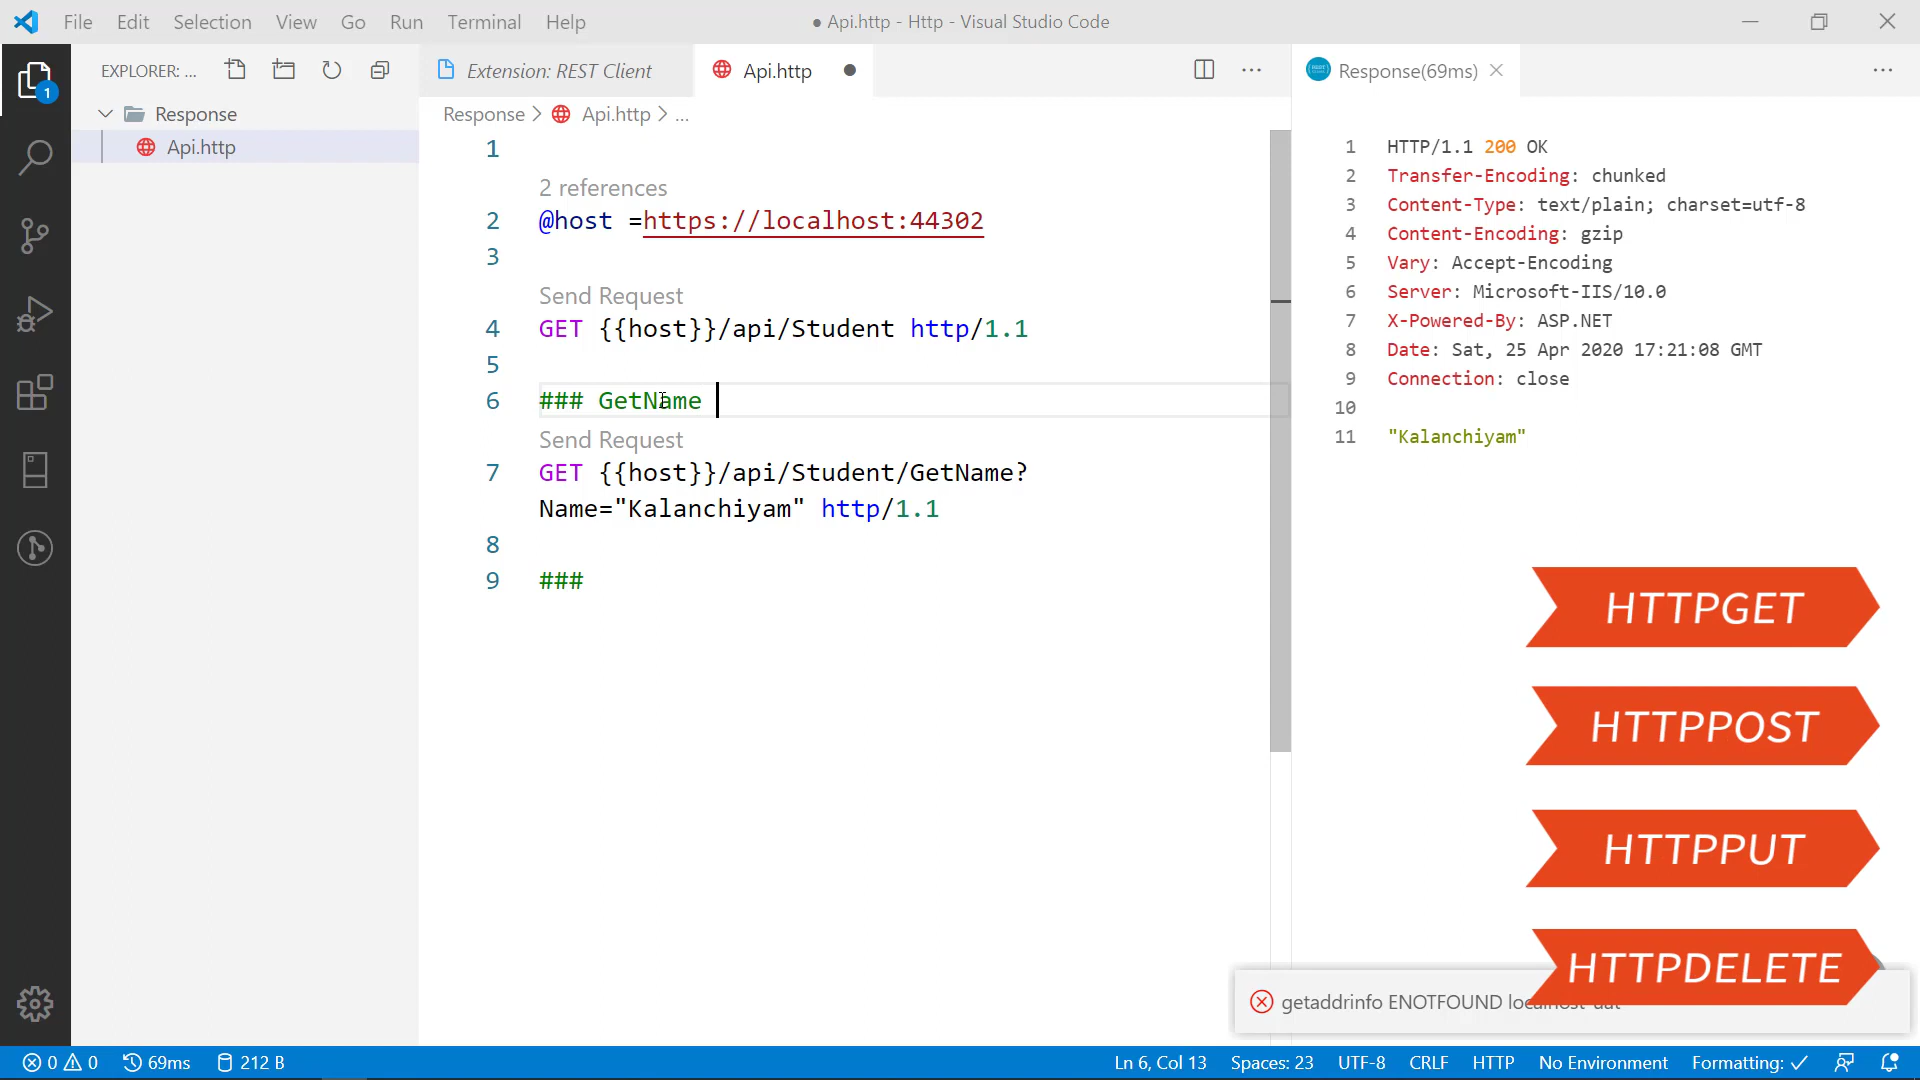 File Edit Selection View Go Run Terminal Help
● Api.http - Http - Visual Studio Code
EXPLORER: ...
Extension: REST Client
Api.http
Response(69ms)
1
Response
Api.http
Response > Api.http > ...
1
2 references
2 @host =https://localhost:44302
3
Send Request
4 GET {{host}}/api/Student http/1.1
5
6 ### GetName
Send Request
7 GET {{host}}/api/Student/GetName?
Name="Kalanchiyam" http/1.1
8
9 ###
1 HTTP/1.1 200 OK
2 Transfer-Encoding: chunked
3 Content-Type: text/plain; charset=utf-8
4 Content-Encoding: gzip
5 Vary: Accept-Encoding
6 Server: Microsoft-IIS/10.0
7 X-Powered-By: ASP.NET
8 Date: Sat, 25 Apr 2020 17:21:08 GMT
9 Connection: close
10
11 "Kalanchiyam"
HTTPGET
HTTPPOST
HTTPPUT
HTTPDELETE
getaddrinfo ENOTFOUND
0 0 69ms 212 B
Ln 6, Col 13 Spaces: 23 UTF-8 CRLF HTTP No Environment Formatting: ✓